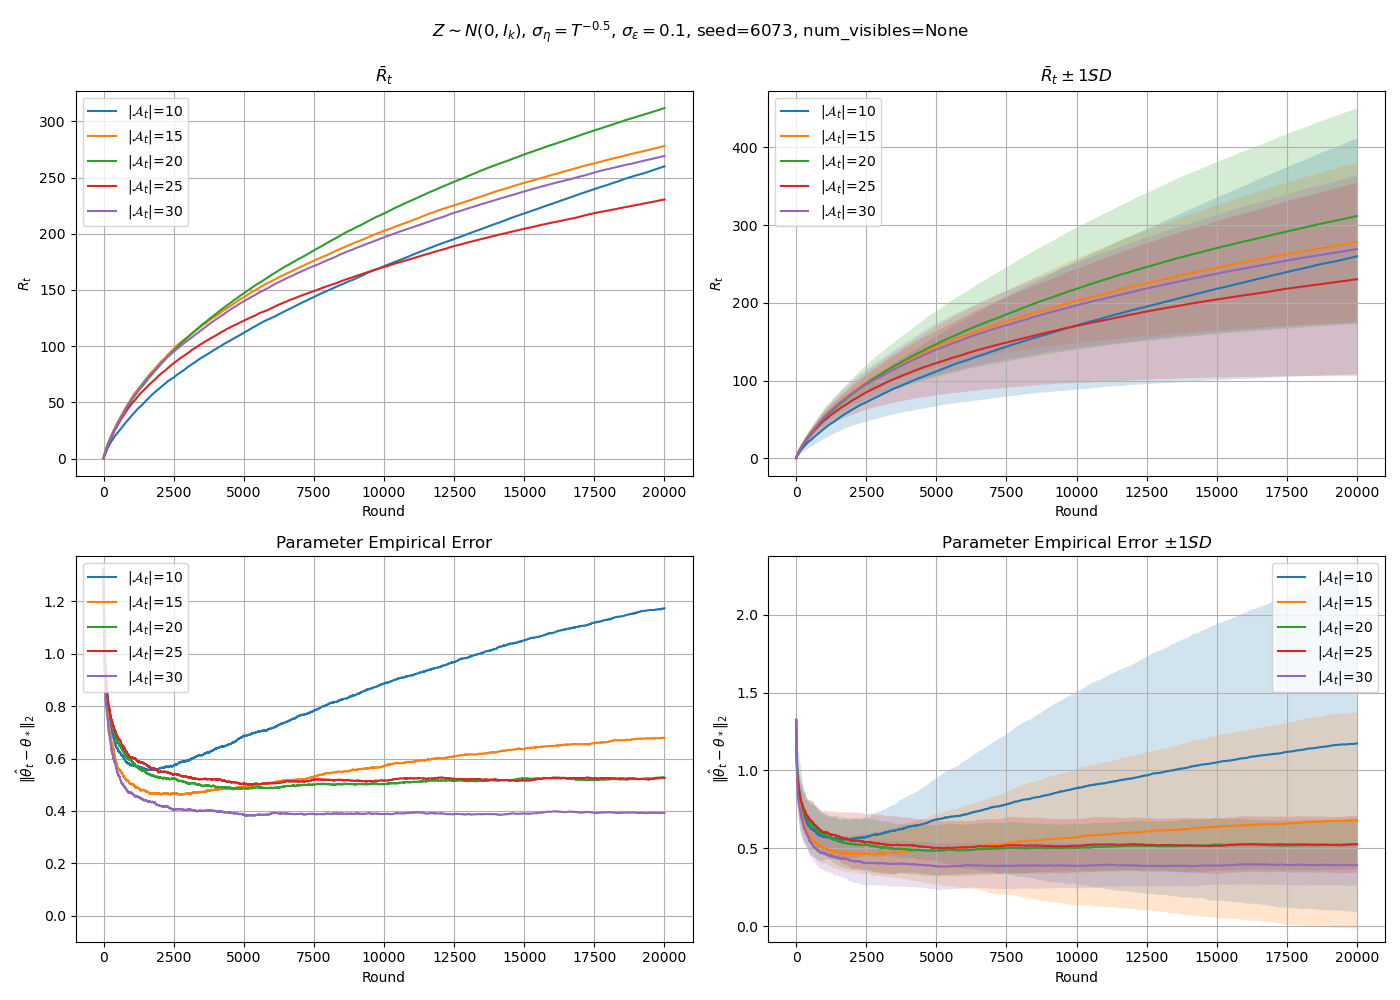 Z ∼ N(0, I_k), σ_η = T^{−0.5}, σ_ε = 0.1, seed=6073, num_visibles=None
R̄_t
R_t
300
250
200
150
100
50
0
|𝒜_t|=10
|𝒜_t|=15
|𝒜_t|=20
|𝒜_t|=25
|𝒜_t|=30
0 2500 5000 7500 10000 12500 15000 17500 20000
Round
R̄_t ± 1SD
R_t
400
300
200
100
0
|𝒜_t|=10
|𝒜_t|=15
|𝒜_t|=20
|𝒜_t|=25
|𝒜_t|=30
0 2500 5000 7500 10000 12500 15000 17500 20000
Round
Parameter Empirical Error
‖θ̂_t − θ_*‖_2
1.2
1.0
0.8
0.6
0.4
0.2
0.0
|𝒜_t|=10
|𝒜_t|=15
|𝒜_t|=20
|𝒜_t|=25
|𝒜_t|=30
0 2500 5000 7500 10000 12500 15000 17500 20000
Round
Parameter Empirical Error ±1SD
‖θ̂_t − θ_*‖_2
2.0
1.5
1.0
0.5
0.0
|𝒜_t|=10
|𝒜_t|=15
|𝒜_t|=20
|𝒜_t|=25
|𝒜_t|=30
0 2500 5000 7500 10000 12500 15000 17500 20000
Round